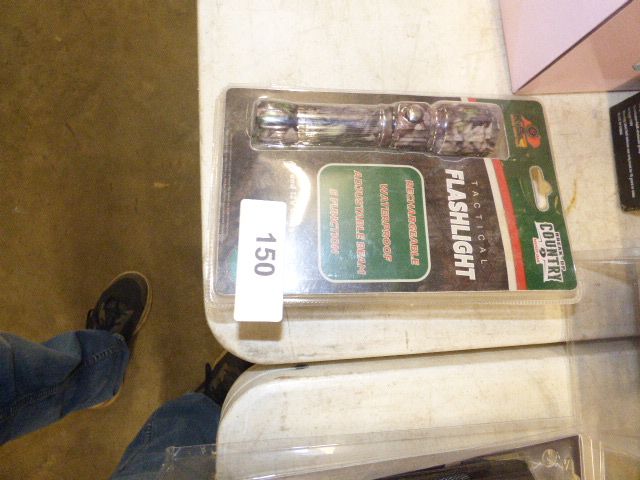 COUNTRY
TACTICAL
FLASHLIGHT
RECHARGEABLE
WATERPROOF
ADJUSTABLE BEAM
5 FUNCTION
150